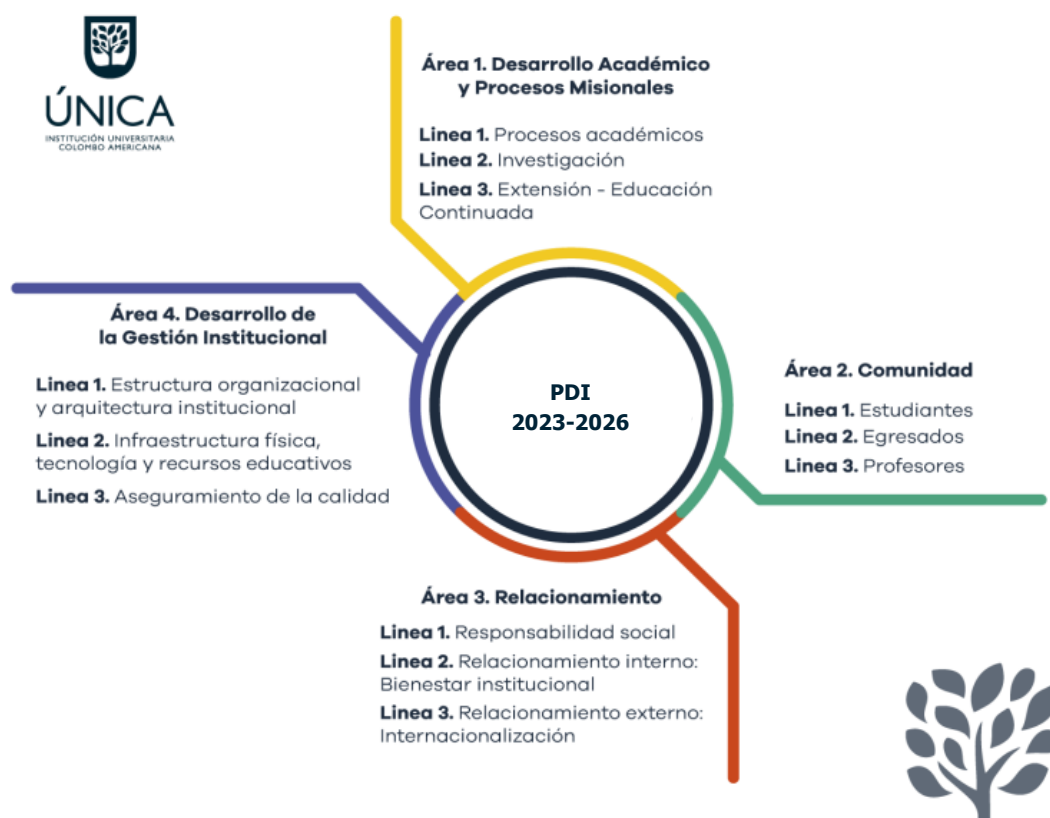 ÚNICA
INSTITUCIÓN UNIVERSITARIA
COLOMBO AMERICANA
Área 1. Desarrollo Académico
y Procesos Misionales
Linea 1. Procesos académicos
Linea 2. Investigación
Linea 3. Extensión - Educación
Continuada
Área 4. Desarrollo de
la Gestión Institucional
Linea 1. Estructura organizacional
y arquitectura institucional
Linea 2. Infraestructura física,
tecnología y recursos educativos
Linea 3. Aseguramiento de la calidad
PDI
2023-2026
Área 2. Comunidad
Linea 1. Estudiantes
Linea 2. Egresados
Linea 3. Profesores
Área 3. Relacionamiento
Linea 1. Responsabilidad social
Linea 2. Relacionamiento interno:
Bienestar institucional
Linea 3. Relacionamiento externo:
Internacionalización